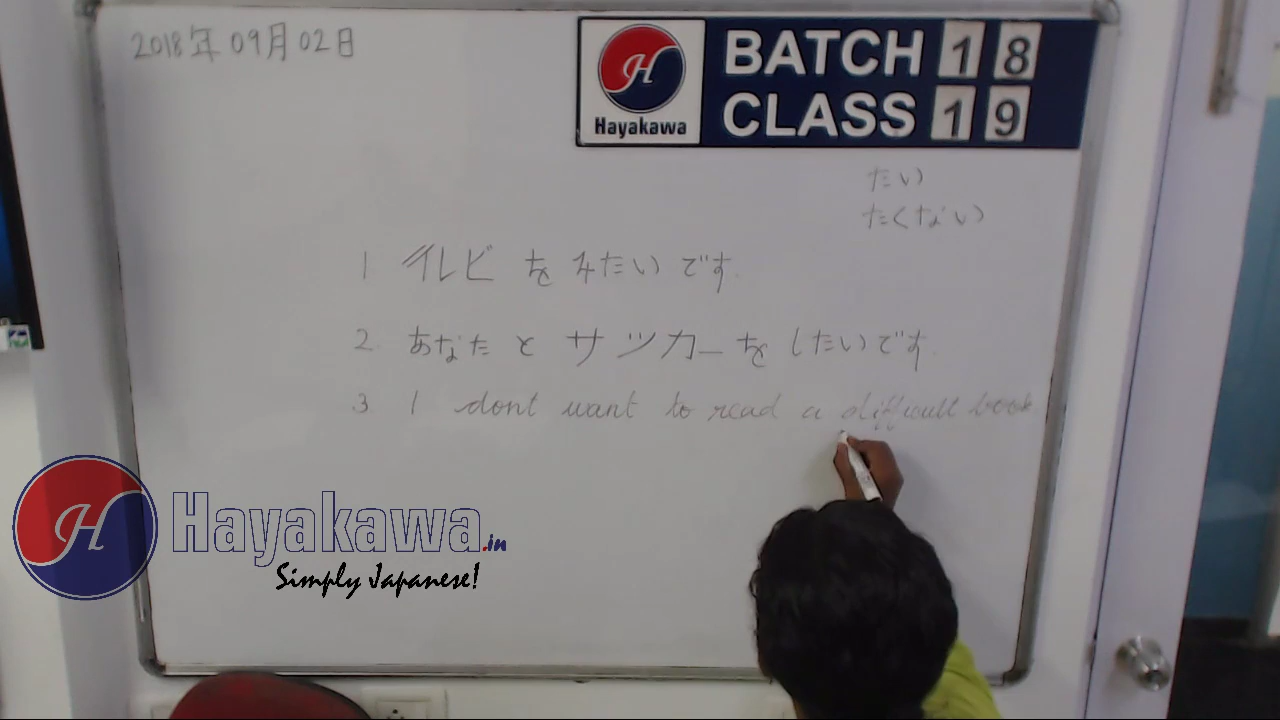 2018年09月02日
H
Hayakawa
BATCH 18
CLASS 19
たい
たくない
1 テレビ を みたい です.
2. あなた と サッカー を したいです.
3 I dont want to read a difficult book
H
Hayakawa.in
Simply Japanese!